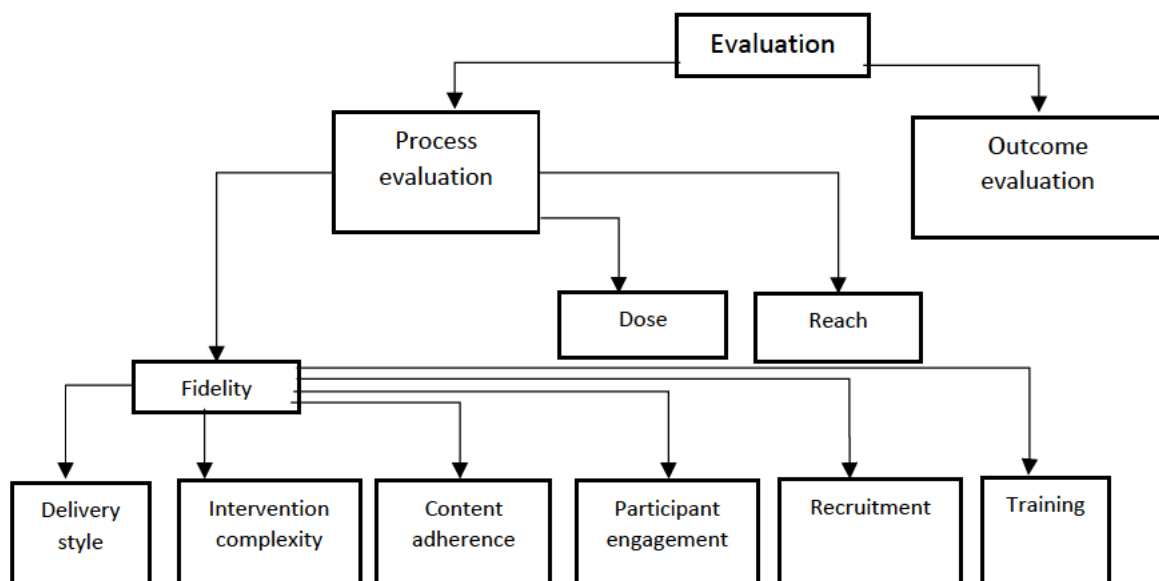 Evaluation
Process
evaluation
Outcome
evaluation
Dose
Reach
Fidelity
Delivery
style
Intervention
complexity
Content
adherence
Participant
engagement
Recruitment
Training